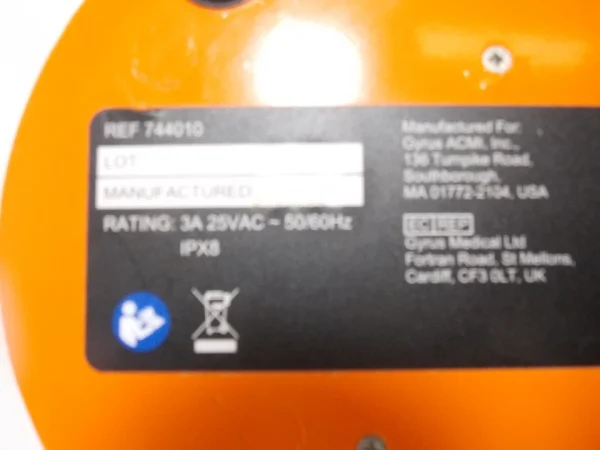 REF 744010
LOT
MANUFACTURED
RATING: 3A 25VAC ~ 50/60Hz
IPX8
Manufactured For:
Gyrus ACMI, Inc.,
136 Turnpike Road,
Southborough,
MA 01772-2104, USA
EC REP
Gyrus Medical Ltd
Fortran Road, St Mellons,
Cardiff, CF3 0LT, UK